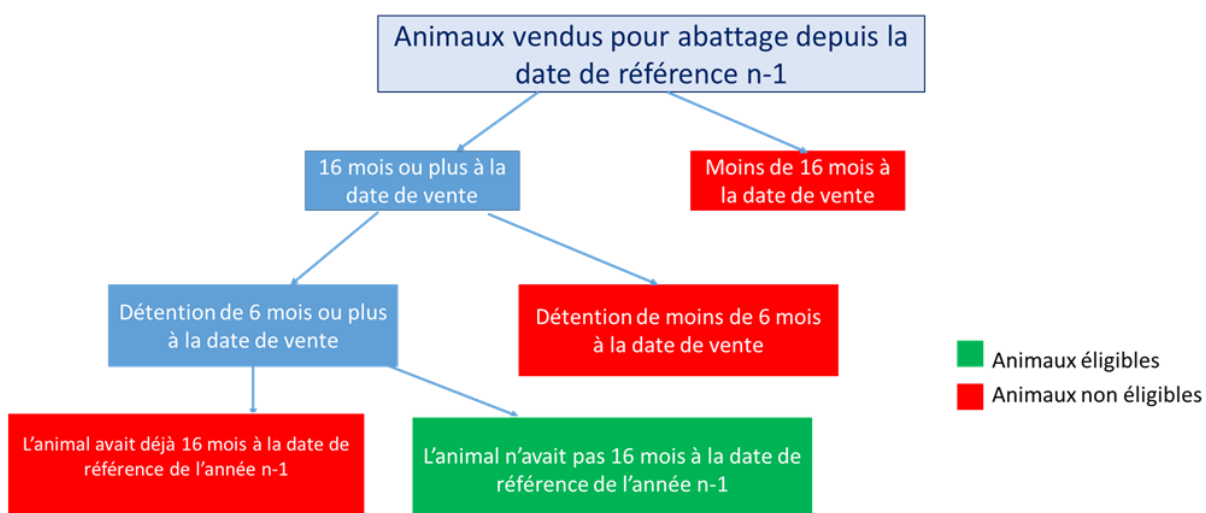 Animaux vendus pour abattage depuis la
date de référence n-1
16 mois ou plus à la
date de vente
Moins de 16 mois à
la date de vente
Détention de 6 mois ou plus
à la date de vente
Détention de moins de 6 mois
à la date de vente
Animaux éligibles
Animaux non éligibles
L’animal avait déjà 16 mois à la date de
référence de l’année n-1
L’animal n’avait pas 16 mois à la date de
référence de l’année n-1